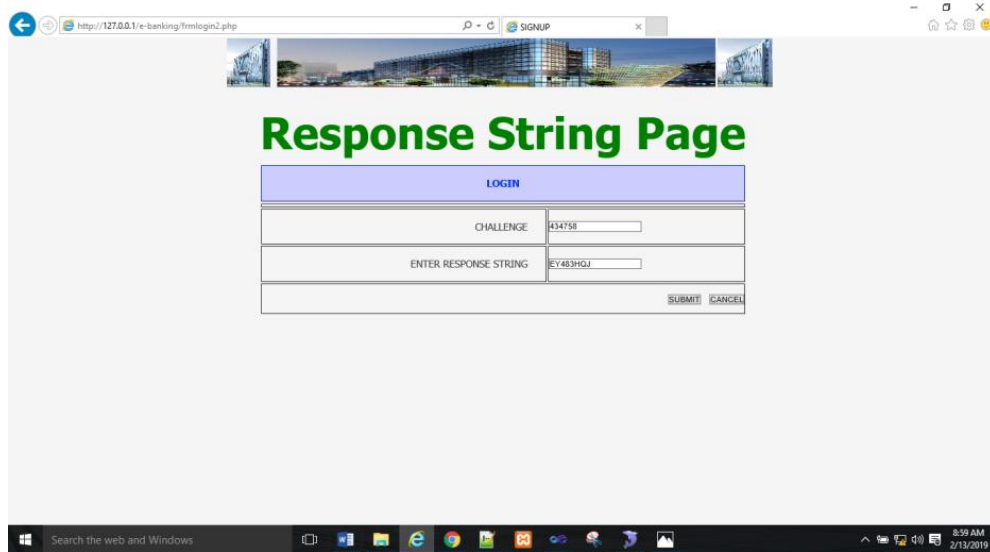 http://127.0.0.1/e-banking/frmlogin2.php
SIGNUP
Response String Page
LOGIN
CHALLENGE 434758
ENTER RESPONSE STRING EY483HQJ
SUBMIT CANCEL
Search the web and Windows
8:59 AM
2/13/2019